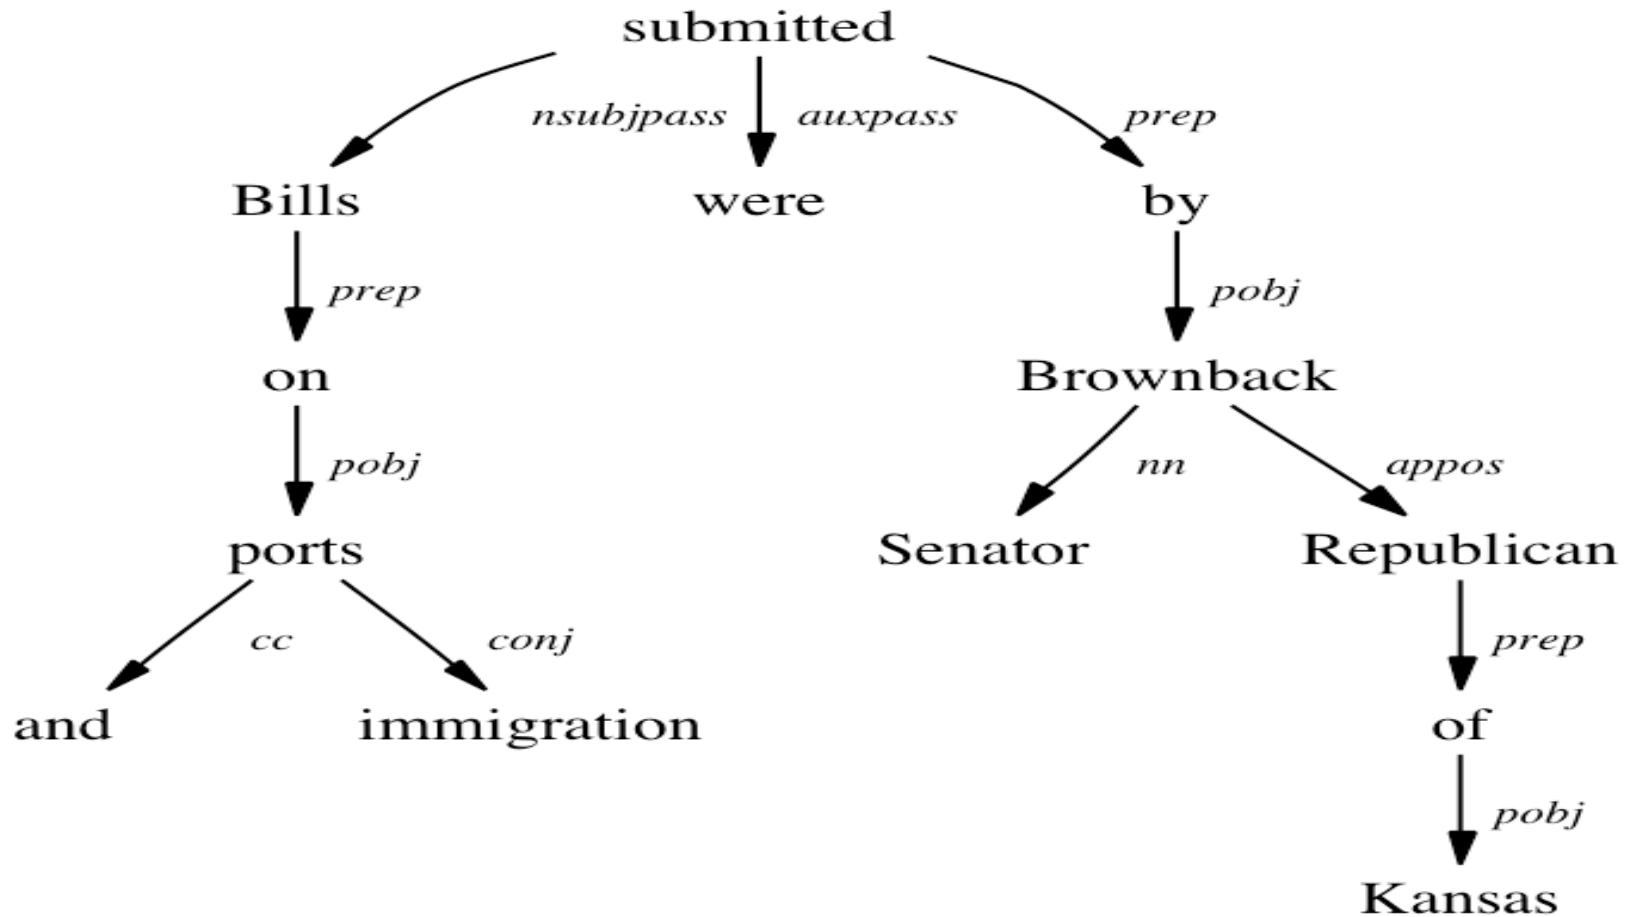 submitted
nsubjpass auxpass prep
Bills were by
prep pobj
on Brownback
pobj nn appos
ports Senator Republican
cc conj prep
and immigration of
pobj
Kansas